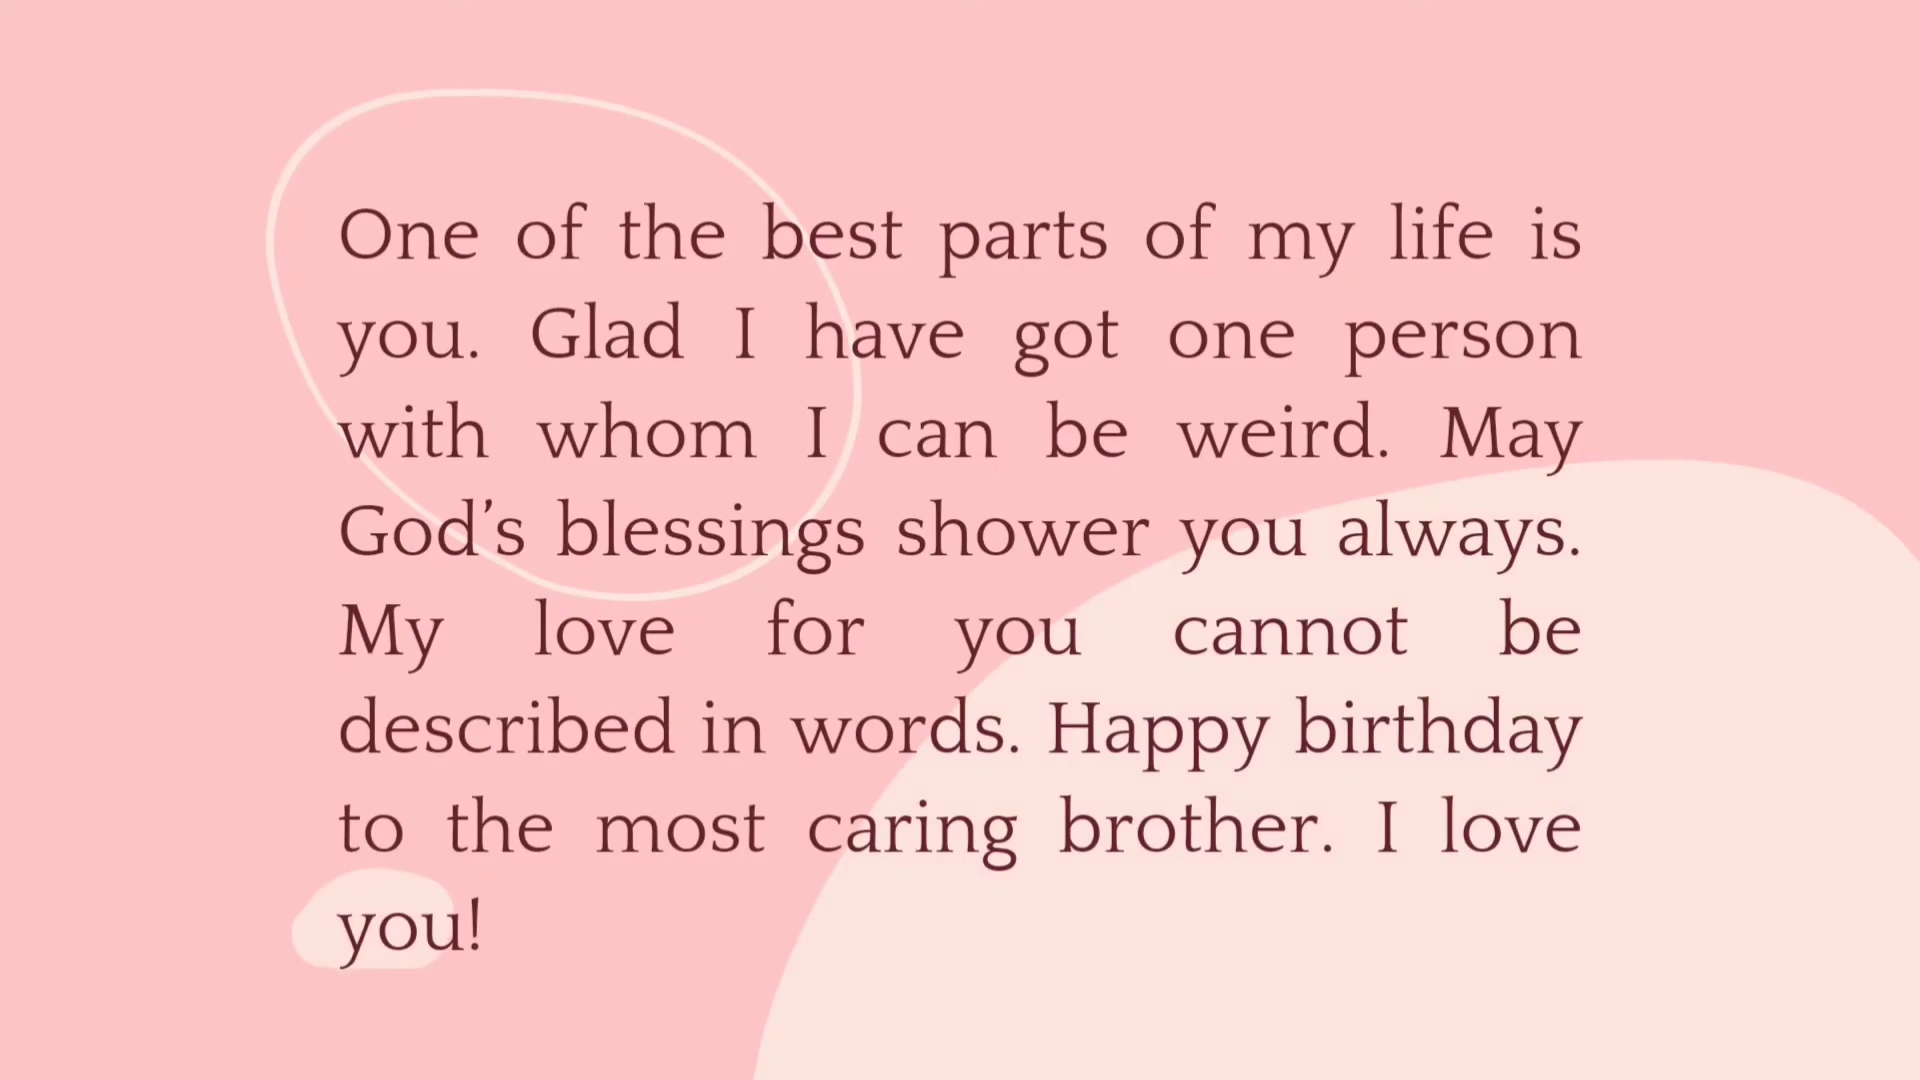 One of the best parts of my life is
you. Glad I have got one person
with whom I can be weird. May
God’s blessings shower you always.
My love for you cannot be
described in words. Happy birthday
to the most caring brother. I love
you!